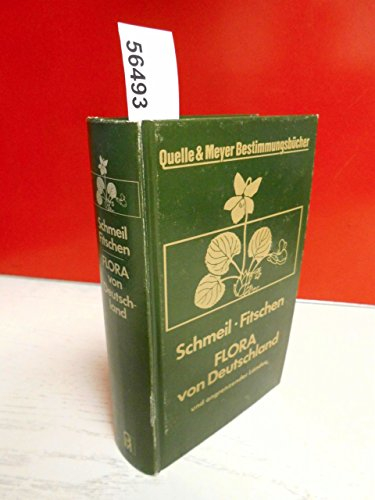 56493
Quelle & Meyer Bestimmungsbücher
Schmeil · Fitschen
FLORA
von Deutschland
und angrenzender Länder
Schmeil
Fitschen
FLORA
von
Deutsch-
land